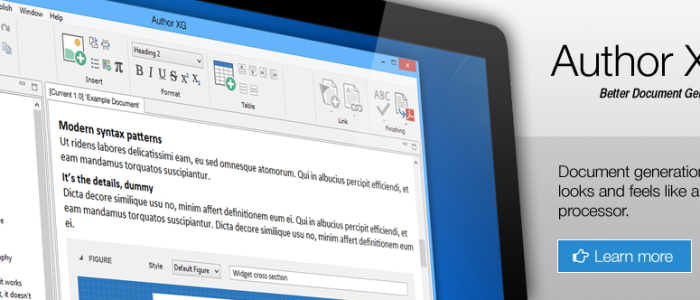 Window Help
Author XG
Heading 2
B I U S X² X₂
π
ABC
Insert
Format
Table
Link
Finishing
[Current 1.0] 'Example Document'
Modern syntax patterns
Ut ridens labores delicatissimi eam, eu sed omnesque atomorum. Qui in albucius percipit efficiendi, et
eam mandamus torquatos suscipiantur.
It's the details, dummy
Dicta decore similique usu no, minim affert definitionem eum ei. Qui in albucius percipit efficiendi, et
eam mandamus torquatos suscipiantur. Dicta decore similique usu no, minim affert definitionem eum
ei.
FIGURE Style Default Figure Widget cross section
it works
it, it doesn't
Author X
Better Document Ge
Document generation
looks and feels like a
processor.
Learn more